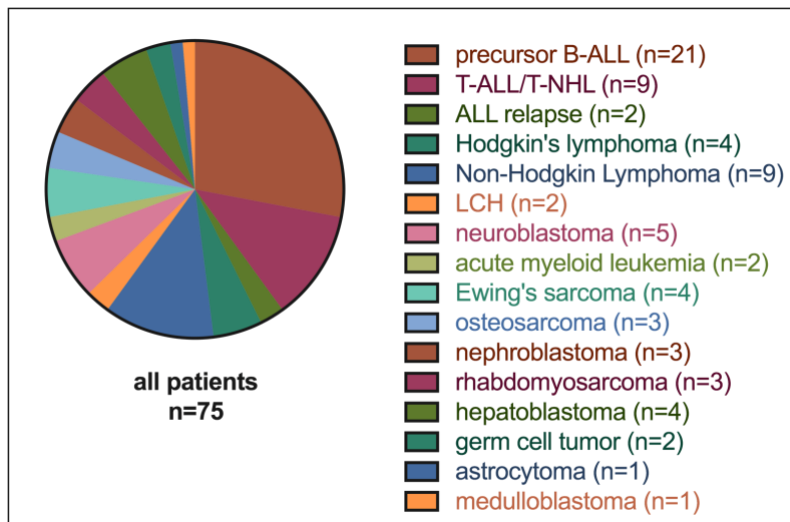 precursor B-ALL (n=21)
T-ALL/T-NHL (n=9)
ALL relapse (n=2)
Hodgkin's lymphoma (n=4)
Non-Hodgkin Lymphoma (n=9)
LCH (n=2)
neuroblastoma (n=5)
acute myeloid leukemia (n=2)
Ewing's sarcoma (n=4)
osteosarcoma (n=3)
nephroblastoma (n=3)
rhabdomyosarcoma (n=3)
hepatoblastoma (n=4)
germ cell tumor (n=2)
astrocytoma (n=1)
medulloblastoma (n=1)
all patients
n=75